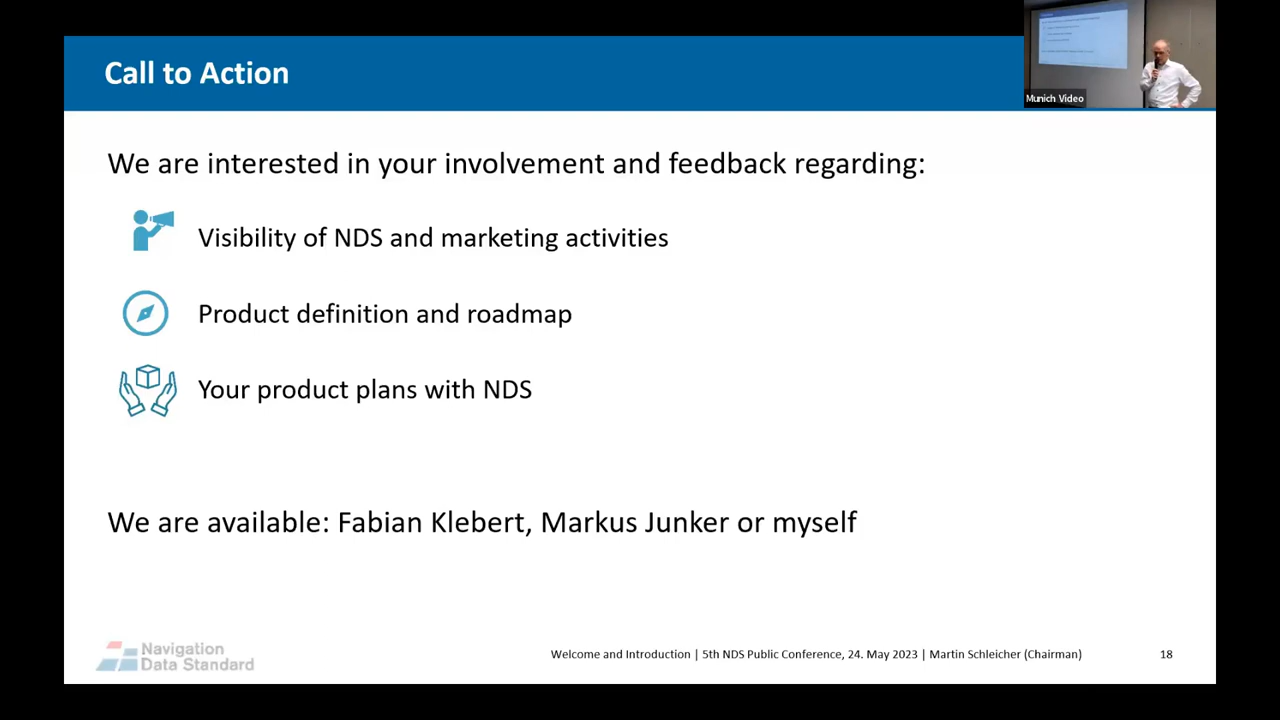 Call to Action
Munich Video
We are interested in your involvement and feedback regarding:
Visibility of NDS and marketing activities
Product definition and roadmap
Your product plans with NDS
We are available: Fabian Klebert, Markus Junker or myself
Navigation
Data Standard
Welcome and Introduction | 5th NDS Public Conference, 24. May 2023 | Martin Schleicher (Chairman)
18